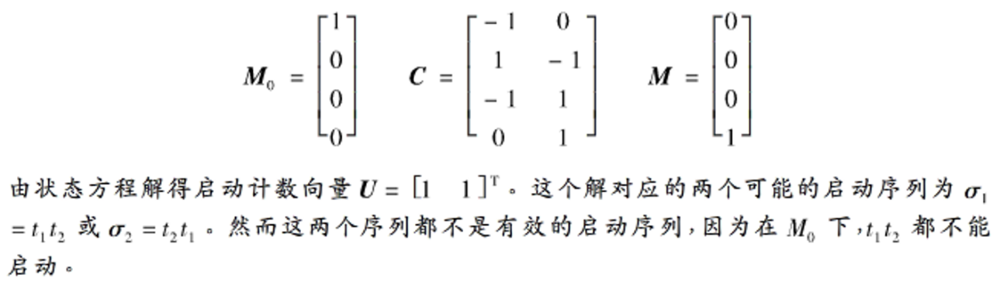 $\boldsymbol{M}_0 = \begin{bmatrix} 1 \\ 0 \\ 0 \\ 0 \end{bmatrix} \quad \boldsymbol{C} = \begin{bmatrix} -1 & 0 \\ 1 & -1 \\ -1 & 1 \\ 0 & 1 \end{bmatrix} \quad \boldsymbol{M} = \begin{bmatrix} 0 \\ 0 \\ 0 \\ 1 \end{bmatrix}$
由状态方程解得启动计数向量 $\boldsymbol{U} = [1 \quad 1]^{\mathrm{T}}$。这个解对应的两个可能的启动序列为 $\boldsymbol{\sigma}_1$
$= t_1 t_2$ 或 $\boldsymbol{\sigma}_2 = t_2 t_1$。然而这两个序列都不是有效的启动序列,因为在 $M_0$ 下,$t_1 t_2$ 都不能
启动。